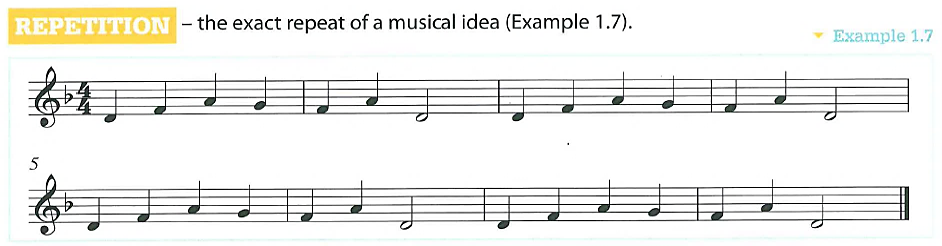 REPETITION – the exact repeat of a musical idea (Example 1.7).
Example 1.7
4
4
5